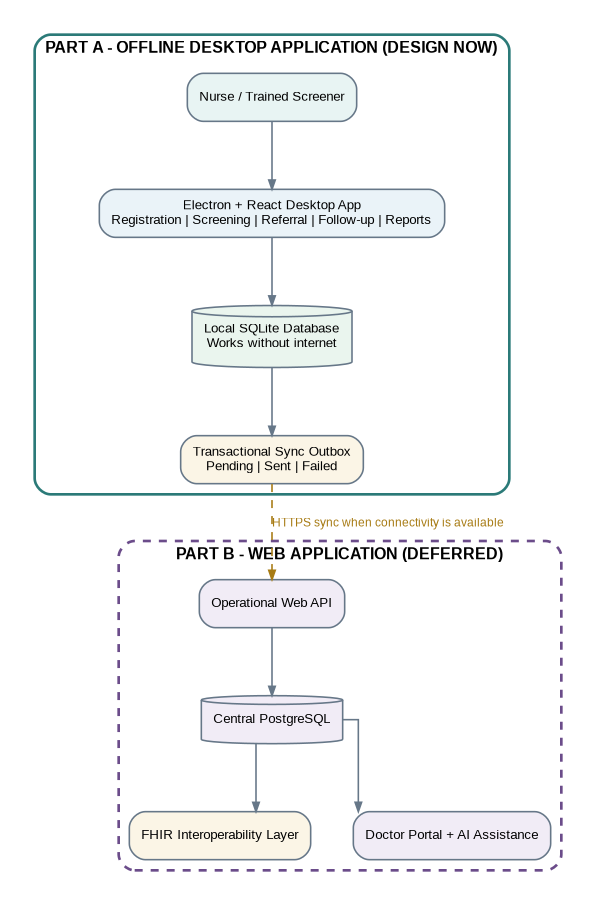 PART A - OFFLINE DESKTOP APPLICATION (DESIGN NOW)
Nurse / Trained Screener
Electron + React Desktop App
Registration | Screening | Referral | Follow-up | Reports
Local SQLite Database
Works without internet
Transactional Sync Outbox
Pending | Sent | Failed
HTTPS sync when connectivity is available
PART B - WEB APPLICATION (DEFERRED)
Operational Web API
Central PostgreSQL
FHIR Interoperability Layer
Doctor Portal + AI Assistance